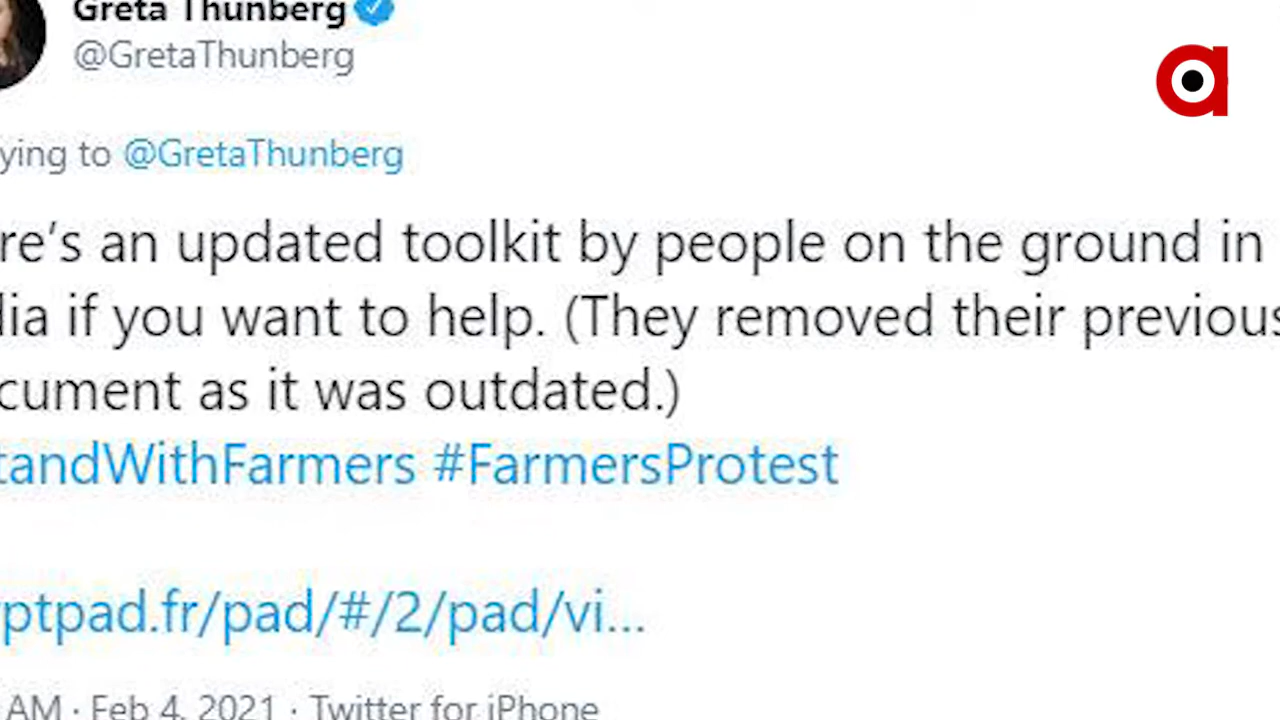 Greta Thunberg
@GretaThunberg
ying to @GretaThunberg
re's an updated toolkit by people on the ground in
dia if you want to help. (They removed their previous
cument as it was outdated.)
tandWithFarmers #FarmersProtest
ptpad.fr/pad/#/2/pad/vi...
AM · Feb 4, 2021 · Twitter for iPhone
a